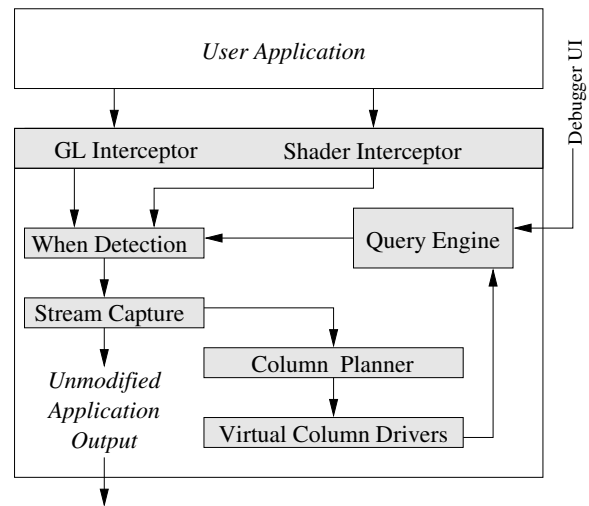 User Application
Debugger UI
GL Interceptor
Shader Interceptor
When Detection
Query Engine
Stream Capture
Column Planner
Unmodified
Application
Output
Virtual Column Drivers